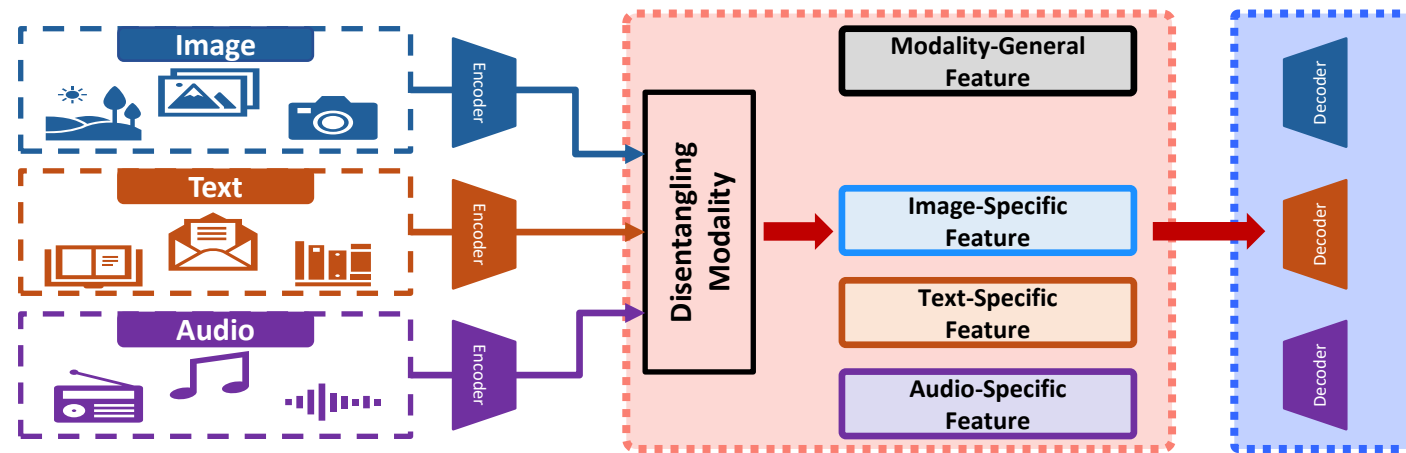 Image
Encoder
Text
Encoder
Audio
Encoder
Disentangling
Modality
Modality-General
Feature
Image-Specific
Feature
Text-Specific
Feature
Audio-Specific
Feature
Decoder
Decoder
Decoder